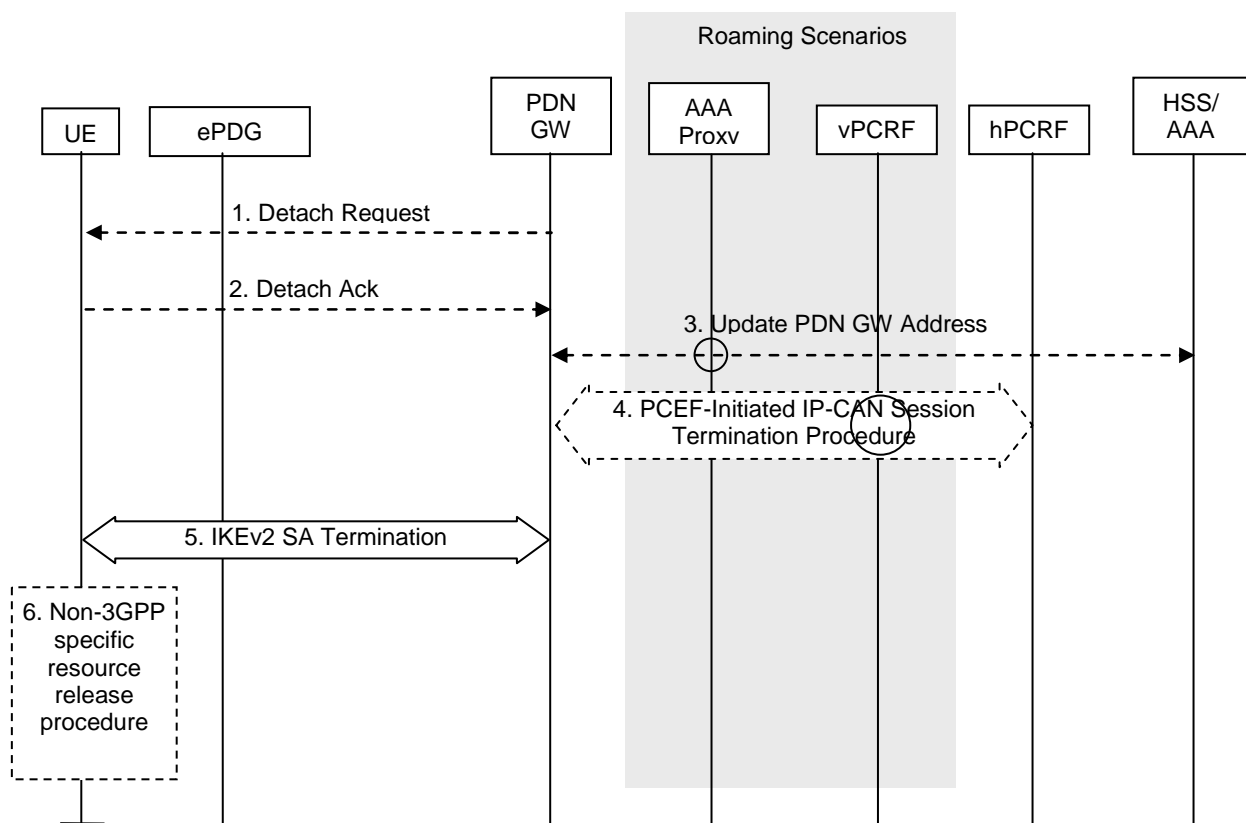 Roaming Scenarios
UE
ePDG
PDN
GW
AAA
Proxv
vPCRF
hPCRF
HSS/
AAA
1. Detach Request
2. Detach Ack
3. Update PDN GW Address
4. PCEF-Initiated IP-CAN Session
Termination Procedure
5. IKEv2 SA Termination
6. Non-3GPP
specific
resource
release
procedure